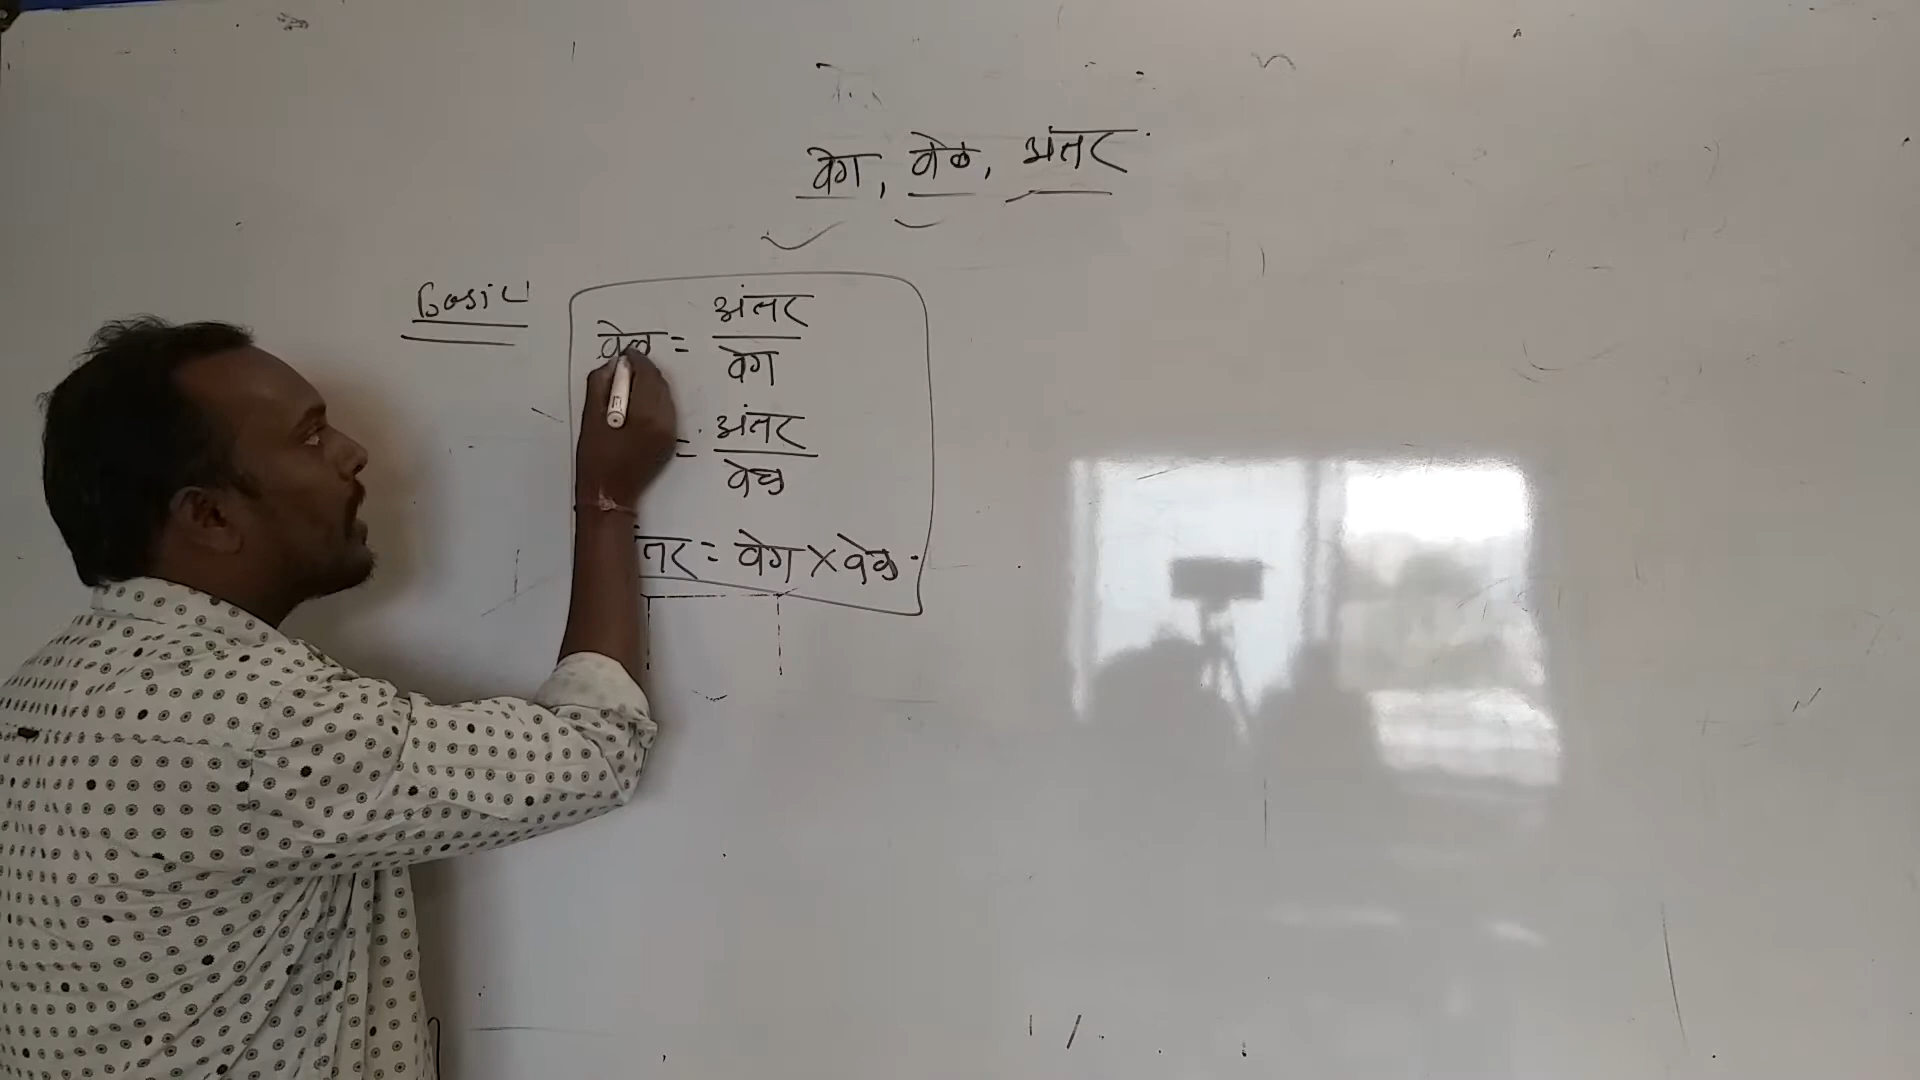 वेग, वेळ, अंतर
Basic
वेळ = अंतर / वेग
= अंतर / वेळ
तर = वेग × वेळ